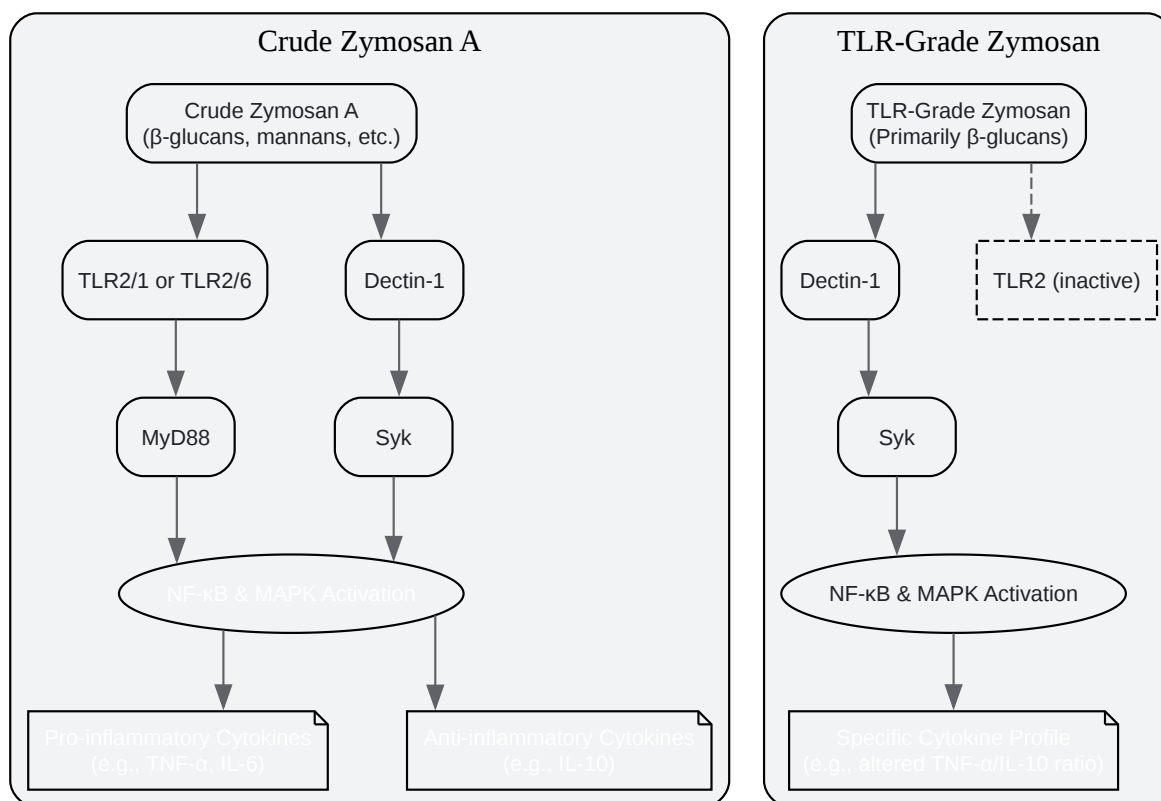 Crude Zymosan A
Crude Zymosan A
(β-glucans, mannans, etc.)
TLR2/1 or TLR2/6
Dectin-1
MyD88
Syk
NF-κB & MAPK Activation
Pro-inflammatory Cytokines
(e.g., TNF-α, IL-6)
Anti-inflammatory Cytokines
(e.g., IL-10)
TLR-Grade Zymosan
TLR-Grade Zymosan
(Primarily β-glucans)
Dectin-1
TLR2 (inactive)
Syk
NF-κB & MAPK Activation
Specific Cytokine Profile
(e.g., altered TNF-α/IL-10 ratio)